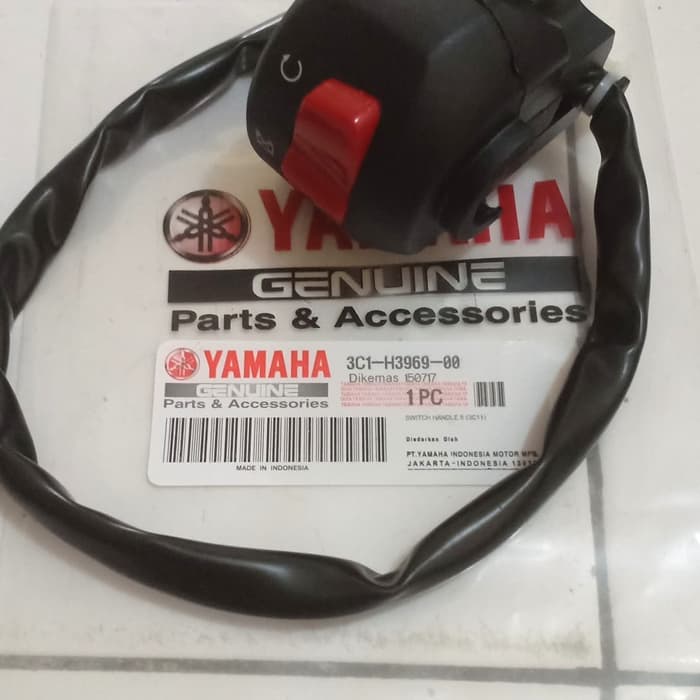 YAMAHA
GENUINE
Parts & Accessories
YAMAHA
GENUINE
Parts & Accessories
3C1-H3969-00
Dikemas 150717
1 PC
SWITCH HANDLE 5 (3C11)
MADE IN INDONESIA
Diedarkan Oleh
PT.YAMAHA INDONESIA MOTOR MFG.
JAKARTA-INDONESIA